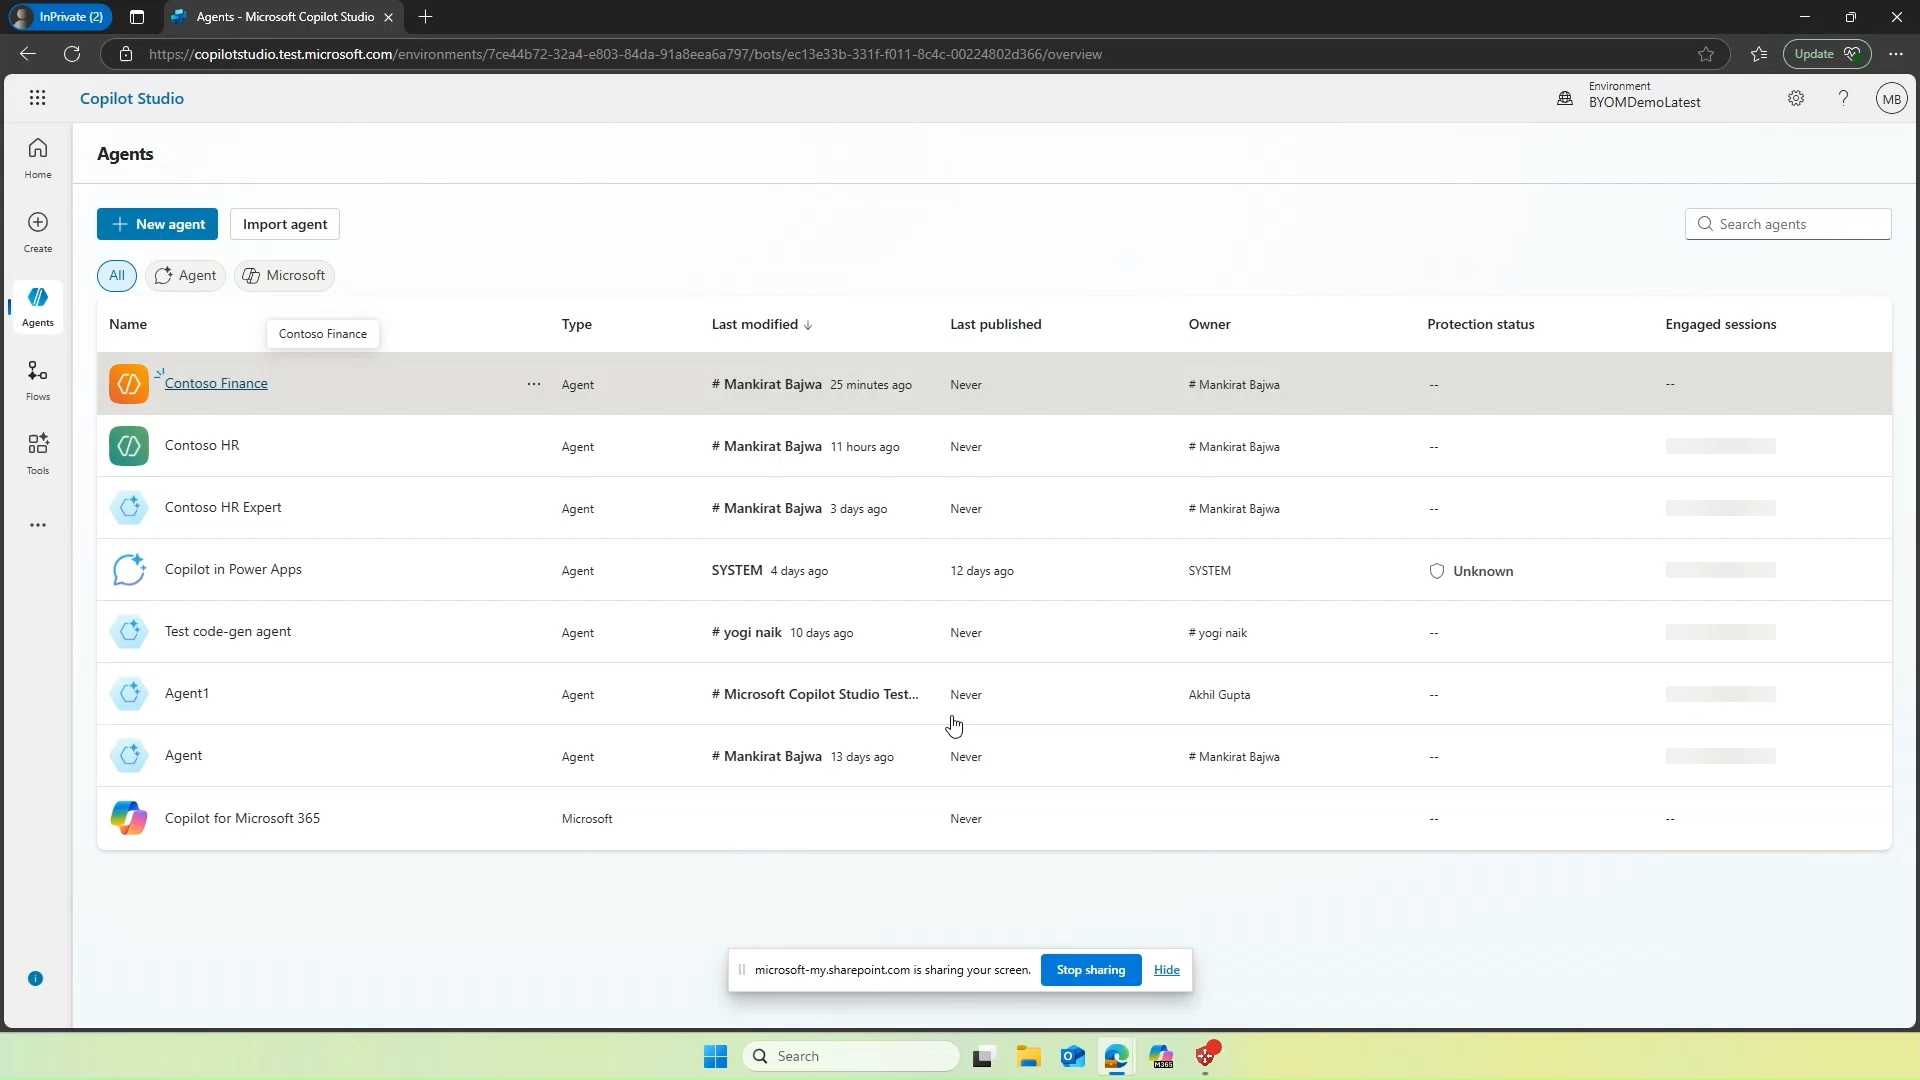 InPrivate (2)
Agents - Microsoft Copilot Studio
https://copilotstudio.test.microsoft.com/environments/7ce44b72-32a4-e803-84da-91a8eea6a797/bots/ec13e33b-331f-f011-8c4c-00224802d366/overview
Update
Copilot Studio
Environment
BYOMDemoLatest
MB
Home
Create
Agents
Flows
Tools
Agents
New agent
Import agent
Search agents
All
Agent
Microsoft
Name
Type
Last modified ↓
Last published
Owner
Protection status
Engaged sessions
Contoso Finance
Contoso Finance ··· Agent # Mankirat Bajwa 25 minutes ago Never # Mankirat Bajwa -- --
Contoso HR Agent # Mankirat Bajwa 11 hours ago Never # Mankirat Bajwa --
Contoso HR Expert Agent # Mankirat Bajwa 3 days ago Never # Mankirat Bajwa --
Copilot in Power Apps Agent SYSTEM 4 days ago 12 days ago SYSTEM Unknown
Test code-gen agent Agent # yogi naik 10 days ago Never # yogi naik --
Agent1 Agent # Microsoft Copilot Studio Test... Never Akhil Gupta --
Agent Agent # Mankirat Bajwa 13 days ago Never # Mankirat Bajwa --
Copilot for Microsoft 365 Microsoft Never -- --
microsoft-my.sharepoint.com is sharing your screen.
Stop sharing
Hide
Search
M365